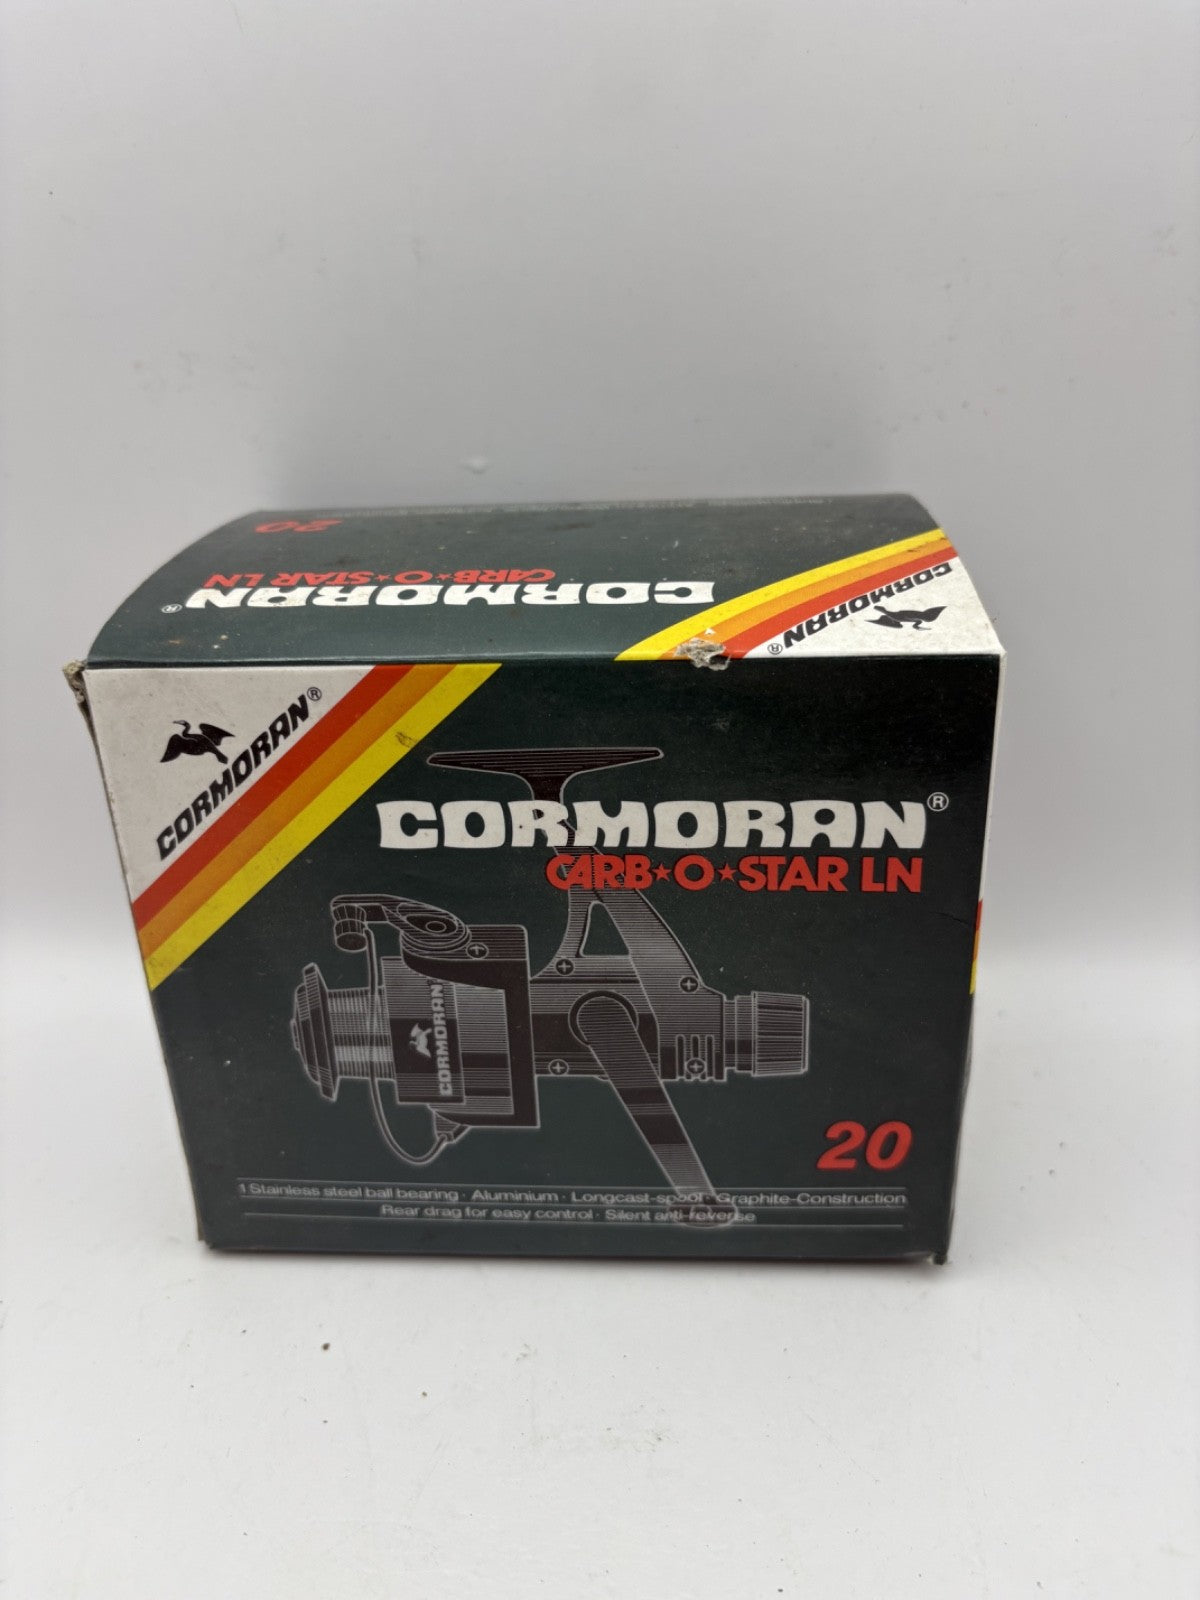 20
CARB★O★STAR LN
CORMORAN®
CORMORAN®
CORMORAN®
CORMORAN®
CARB★O★STAR LN
CORMORAN
20
1 Stainless steel ball bearing · Aluminium · Longcast-spool · Graphite-Construction
Rear drag for easy control · Silent anti-reverse